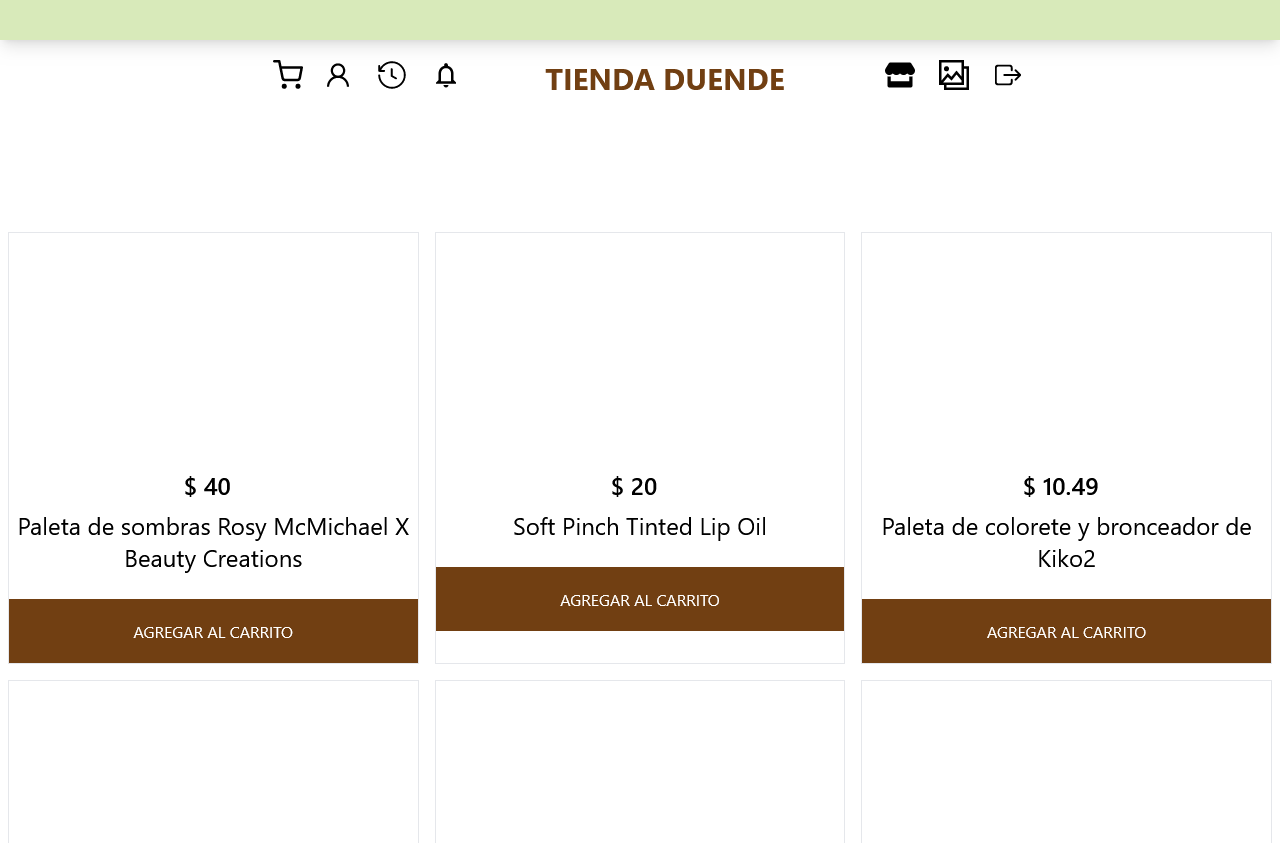 TIENDA DUENDE
$ 40
Paleta de sombras Rosy McMichael X
Beauty Creations
AGREGAR AL CARRITO
$ 20
Soft Pinch Tinted Lip Oil
AGREGAR AL CARRITO
$ 10.49
Paleta de colorete y bronceador de
Kiko2
AGREGAR AL CARRITO